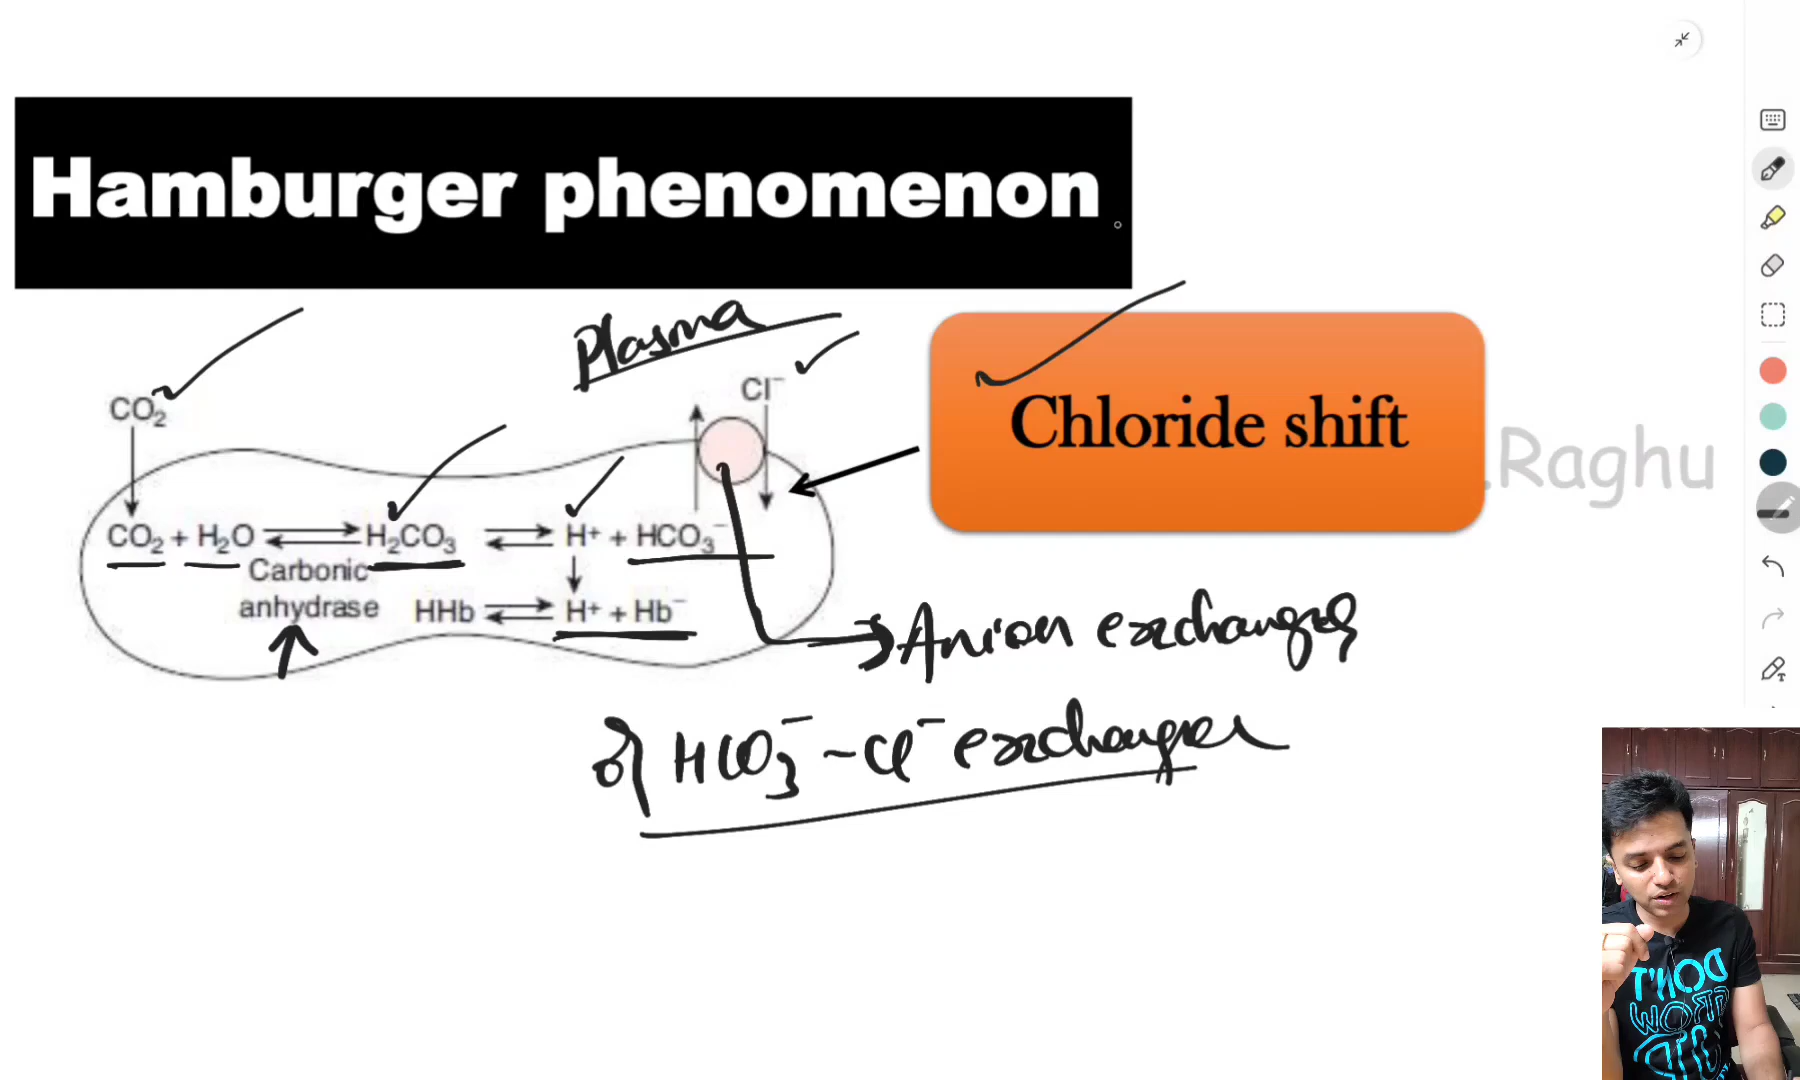 Hamburger phenomenon
Plasma
CO₂
Cl⁻
Chloride shift
.Raghu
CO₂ + H₂O ⇌ H₂CO₃ ⇌ H⁺ + HCO₃⁻
Carbonic
anhydrase HHb ⇌ H⁺ + Hb⁻
→ Anion exchanger
or HCO₃⁻ – Cl⁻ exchanger
DON'T